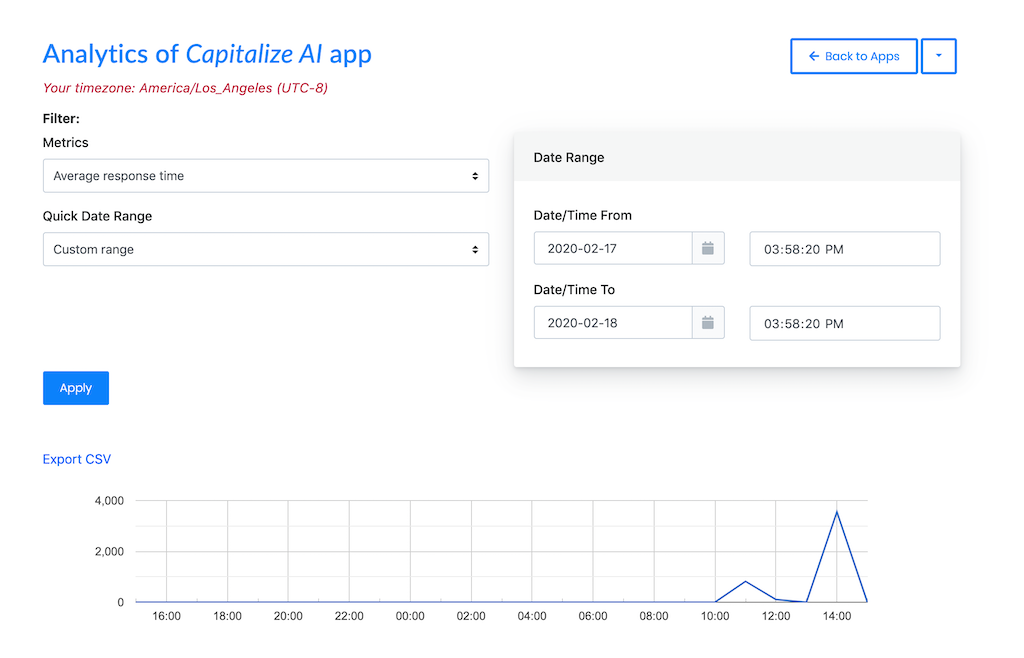 Analytics of Capitalize AI app
← Back to Apps
Your timezone: America/Los_Angeles (UTC-8)
Filter:
Metrics
Average response time
Quick Date Range
Custom range
Date Range
Date/Time From
2020-02-17
03:58:20 PM
Date/Time To
2020-02-18
03:58:20 PM
Apply
Export CSV
4,000
2,000
0
16:00 18:00 20:00 22:00 00:00 02:00 04:00 06:00 08:00 10:00 12:00 14:00